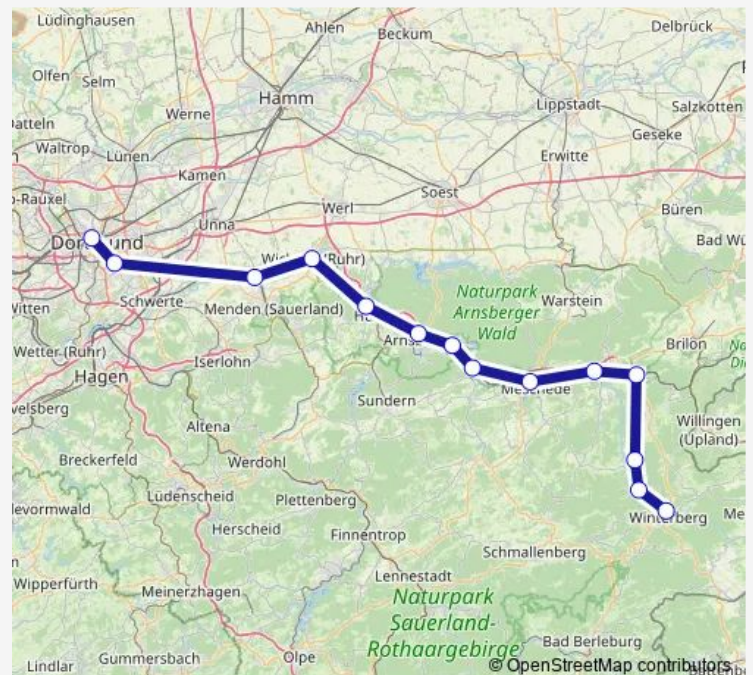 Lüdinghausen
Ahlen
Beckum
Delbrück
Olfen
Selm
Hamm
Werne
Lippstadt
Salzkotten
Waltrop
Lünen
Geseke
Erwitte
Kamen
Soest
Werl
Unna
Büren
(Ruhr)
Schwerte
Menden (Sauerland)
Naturpark
Arnsberger
Wald
Warstein
Brilon
Iserlohn
Hagen
Sundern
Meschede
Willingen
(Upland)
Altena
Breckerfeld
Werdohl
Lüdenscheid
Plettenberg
Winterberg
Herscheid
Finnentrop
Schmallenberg
Wipperfürth
Meinerzhagen
Lennestadt
Naturpark
Sauerland-
Rothaargebirge
Bad Berleburg
Gummersbach
Olpe
Lindlar
© OpenStreetMap contributors